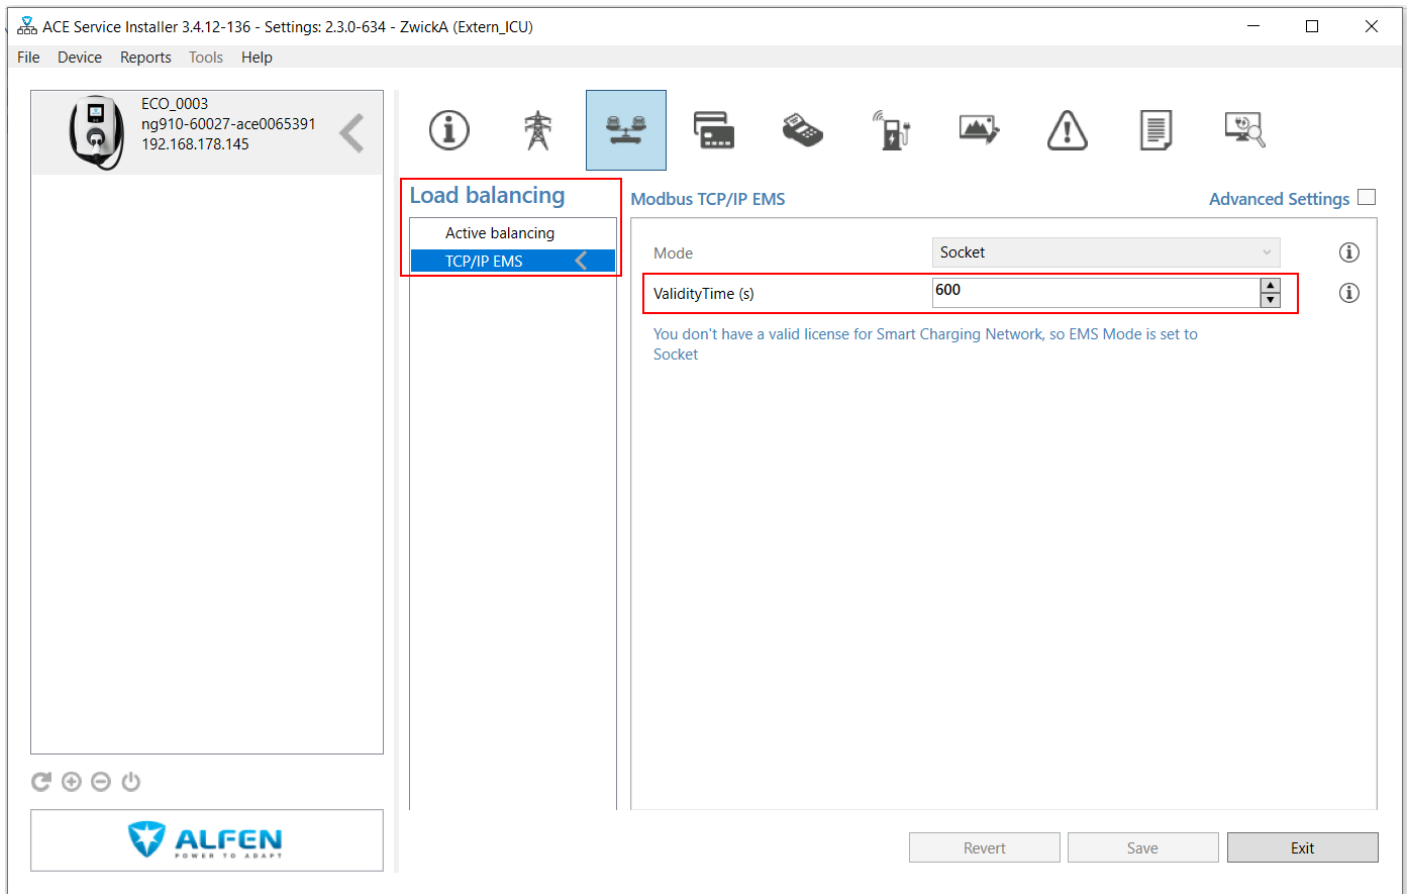 ACE Service Installer 3.4.12-136 - Settings: 2.3.0-634 - ZwickA (Extern_ICU)
File Device Reports Tools Help
ECO_0003
ng910-60027-ace0065391
192.168.178.145
Load balancing
Active balancing
TCP/IP EMS
Modbus TCP/IP EMS
Advanced Settings
Mode
Socket
ValidityTime (s)
600
You don't have a valid license for Smart Charging Network, so EMS Mode is set to
Socket
ALFEN
POWER TO ADAPT
Revert
Save
Exit